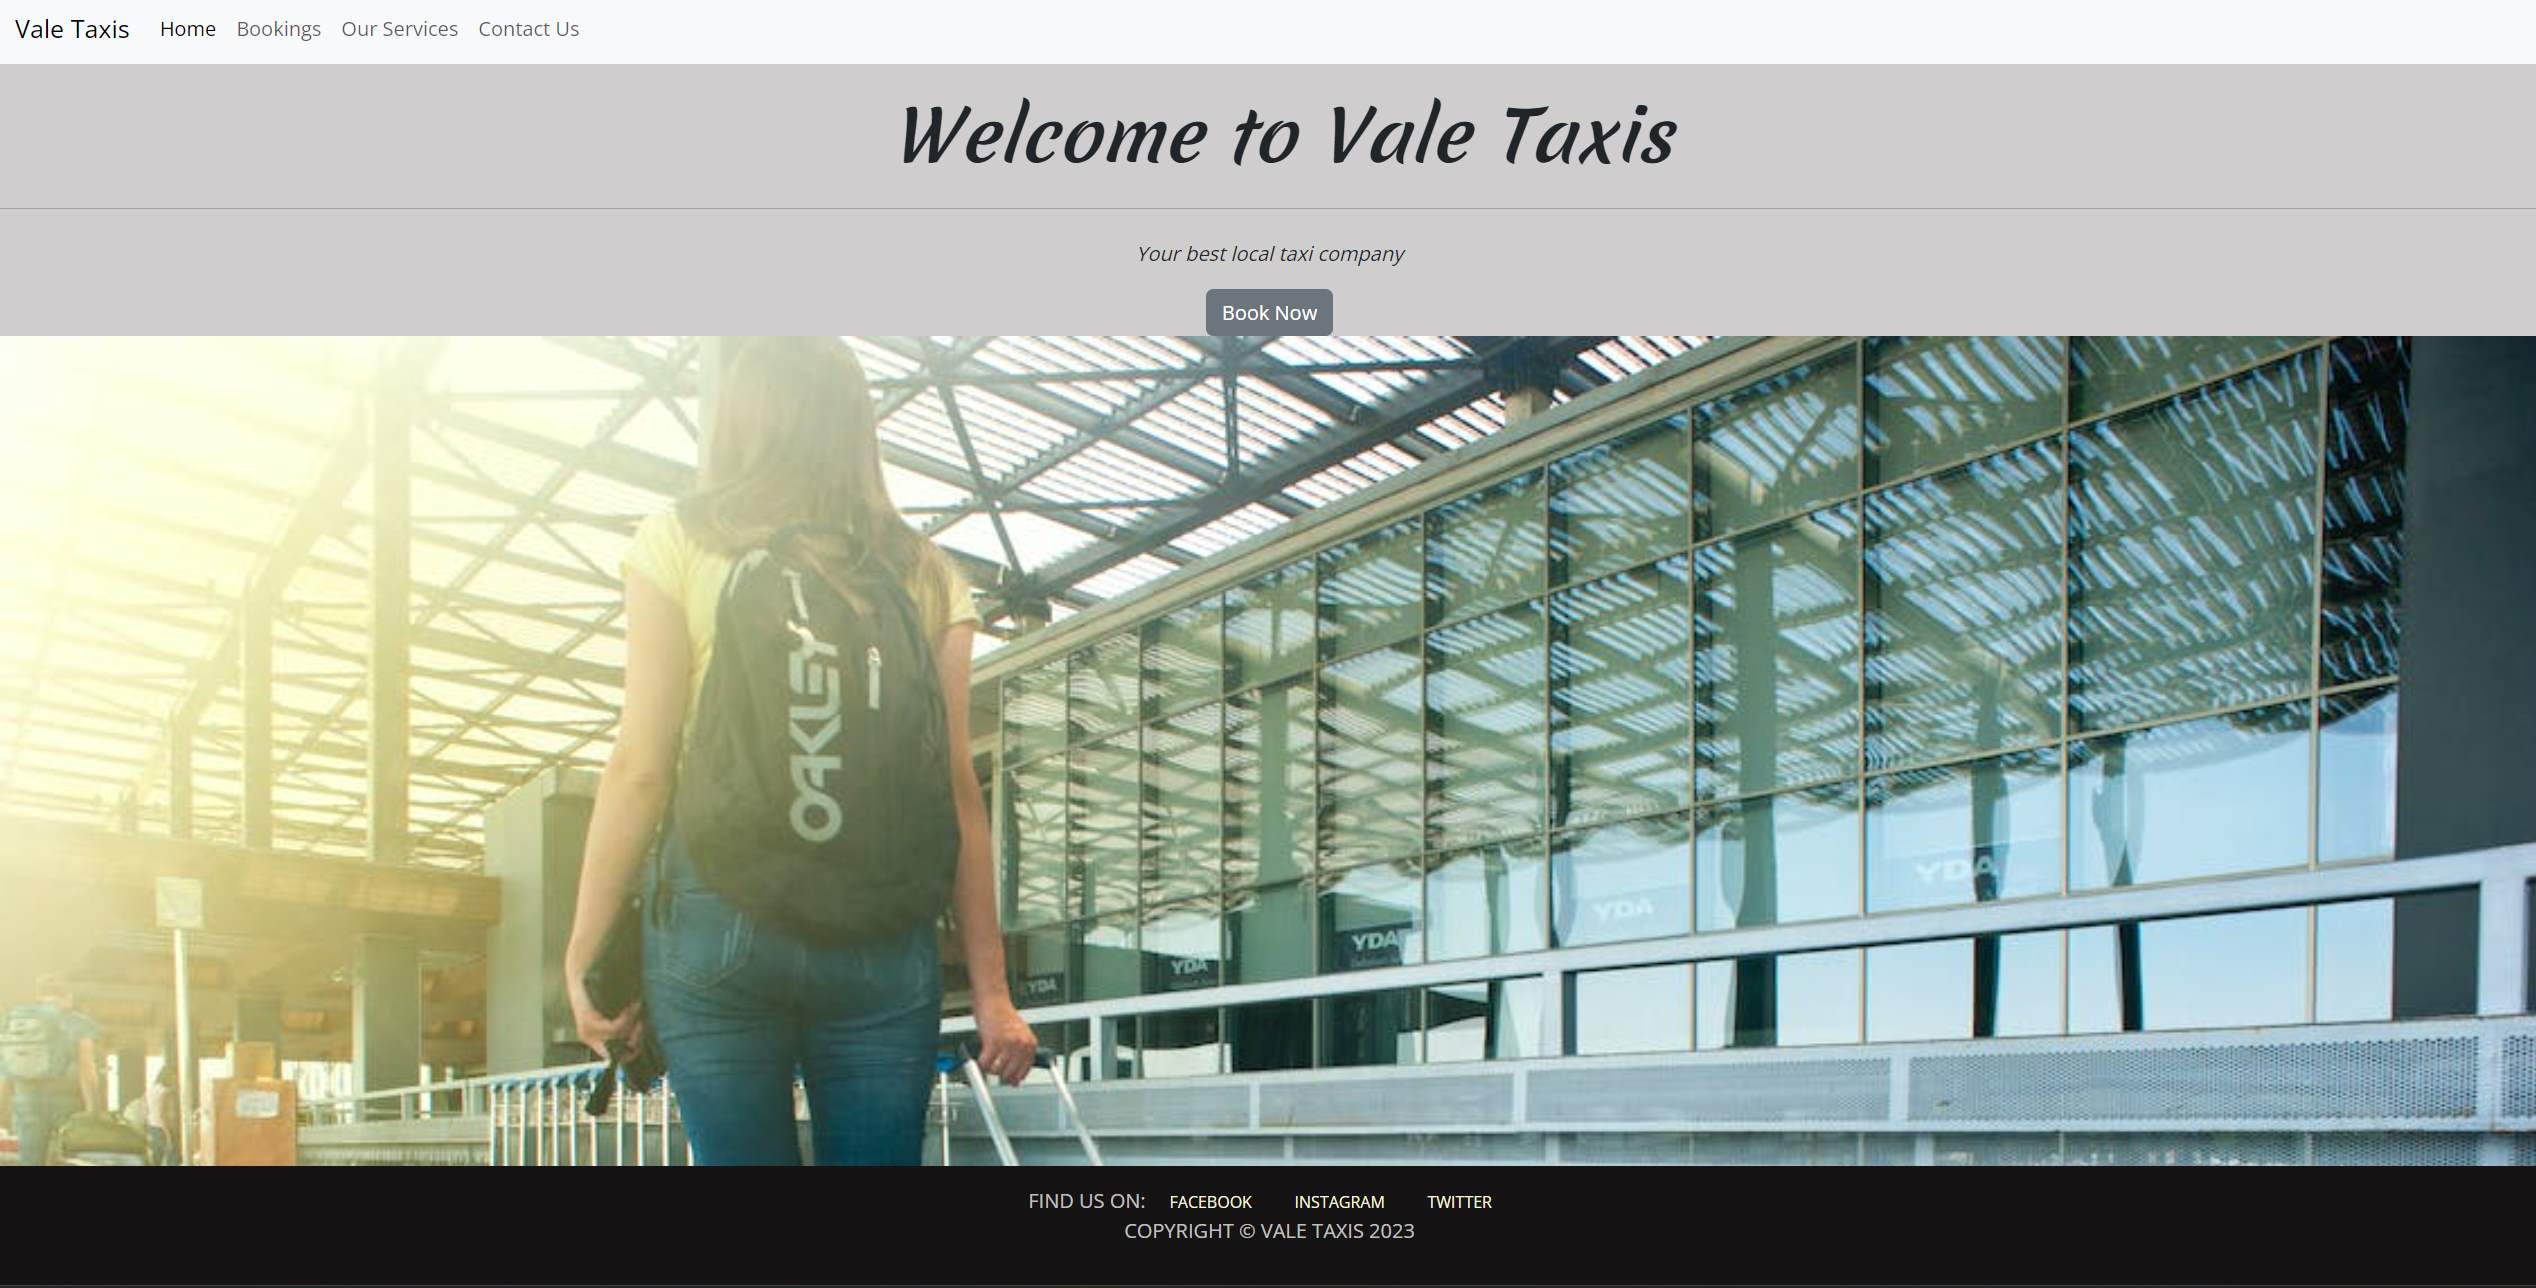 Vale Taxis Home Bookings Our Services Contact Us
Welcome to Vale Taxis
Your best local taxi company
Book Now
OAKLEY
YDA
YDA
YDA
YDA
YDA
FIND US ON: FACEBOOK INSTAGRAM TWITTER
COPYRIGHT © VALE TAXIS 2023